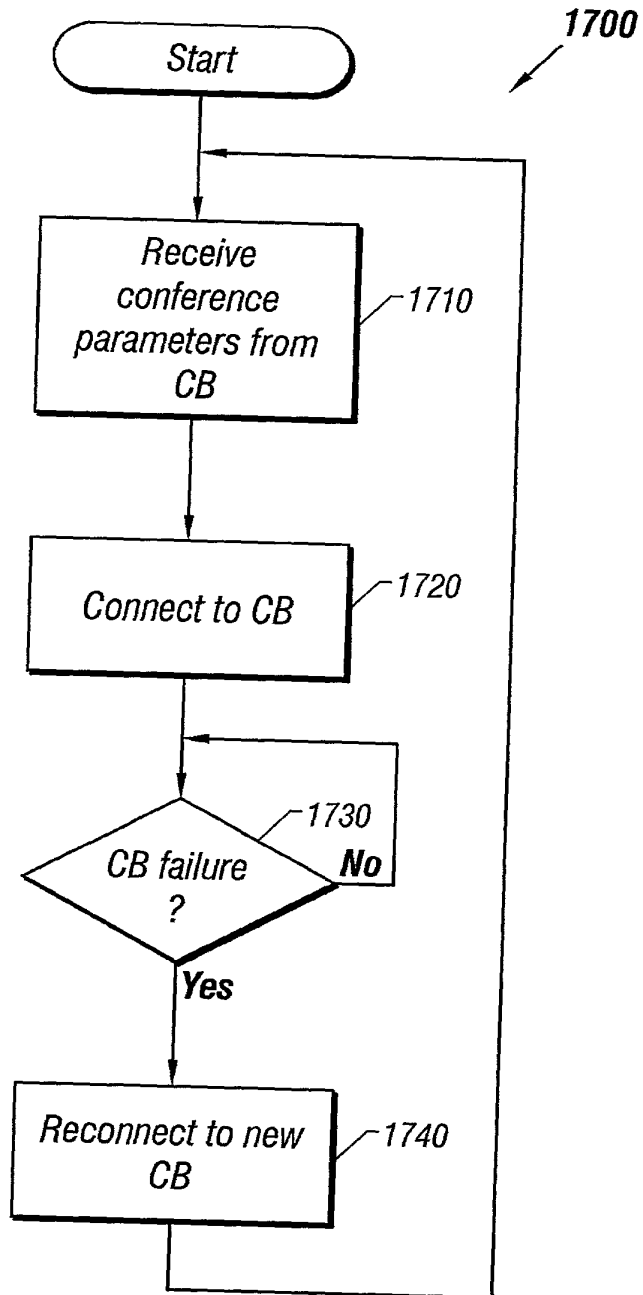 1700
Start
Receive
conference
parameters from
CB
1710
Connect to CB
1720
1730
CB failure
?
No
Yes
Reconnect to new
CB
1740